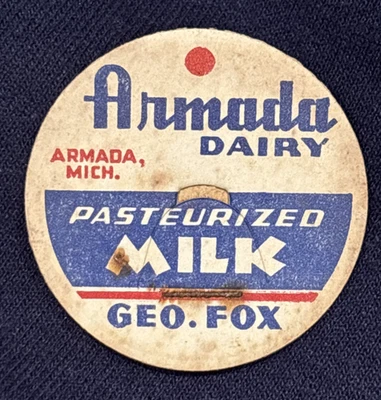 Armada
DAIRY
ARMADA,
MICH.
PASTEURIZED
MILK
GEO. FOX